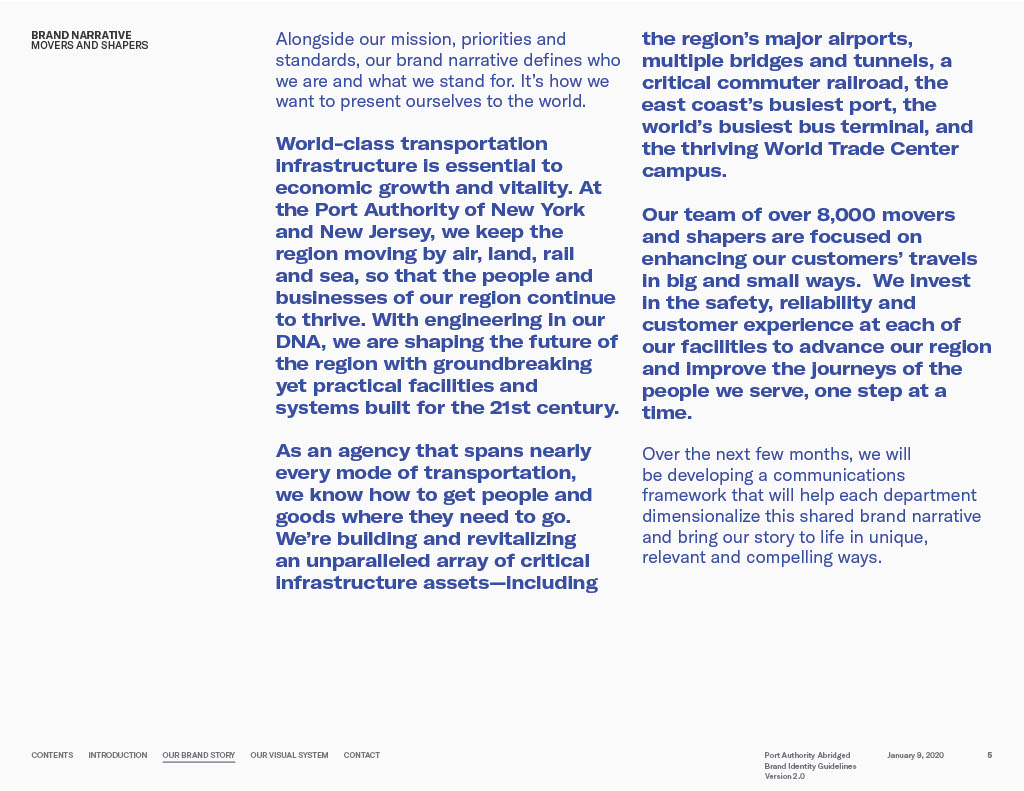 BRAND NARRATIVE
MOVERS AND SHAPERS
Alongside our mission, priorities and
standards, our brand narrative defines who
we are and what we stand for. It’s how we
want to present ourselves to the world.
World-class transportation
infrastructure is essential to
economic growth and vitality. At
the Port Authority of New York
and New Jersey, we keep the
region moving by air, land, rail
and sea, so that the people and
businesses of our region continue
to thrive. With engineering in our
DNA, we are shaping the future of
the region with groundbreaking
yet practical facilities and
systems built for the 21st century.
As an agency that spans nearly
every mode of transportation,
we know how to get people and
goods where they need to go.
We’re building and revitalizing
an unparalleled array of critical
infrastructure assets—including
the region’s major airports,
multiple bridges and tunnels, a
critical commuter railroad, the
east coast’s busiest port, the
world’s busiest bus terminal, and
the thriving World Trade Center
campus.
Our team of over 8,000 movers
and shapers are focused on
enhancing our customers’ travels
in big and small ways.  We invest
in the safety, reliability and
customer experience at each of
our facilities to advance our region
and improve the journeys of the
people we serve, one step at a
time.
Over the next few months, we will
be developing a communications
framework that will help each department
dimensionalize this shared brand narrative
and bring our story to life in unique,
relevant and compelling ways.
CONTENTS INTRODUCTION OUR BRAND STORY OUR VISUAL SYSTEM CONTACT
Port Authority Abridged
Brand Identity Guidelines
Version 2.0
January 9, 2020
5